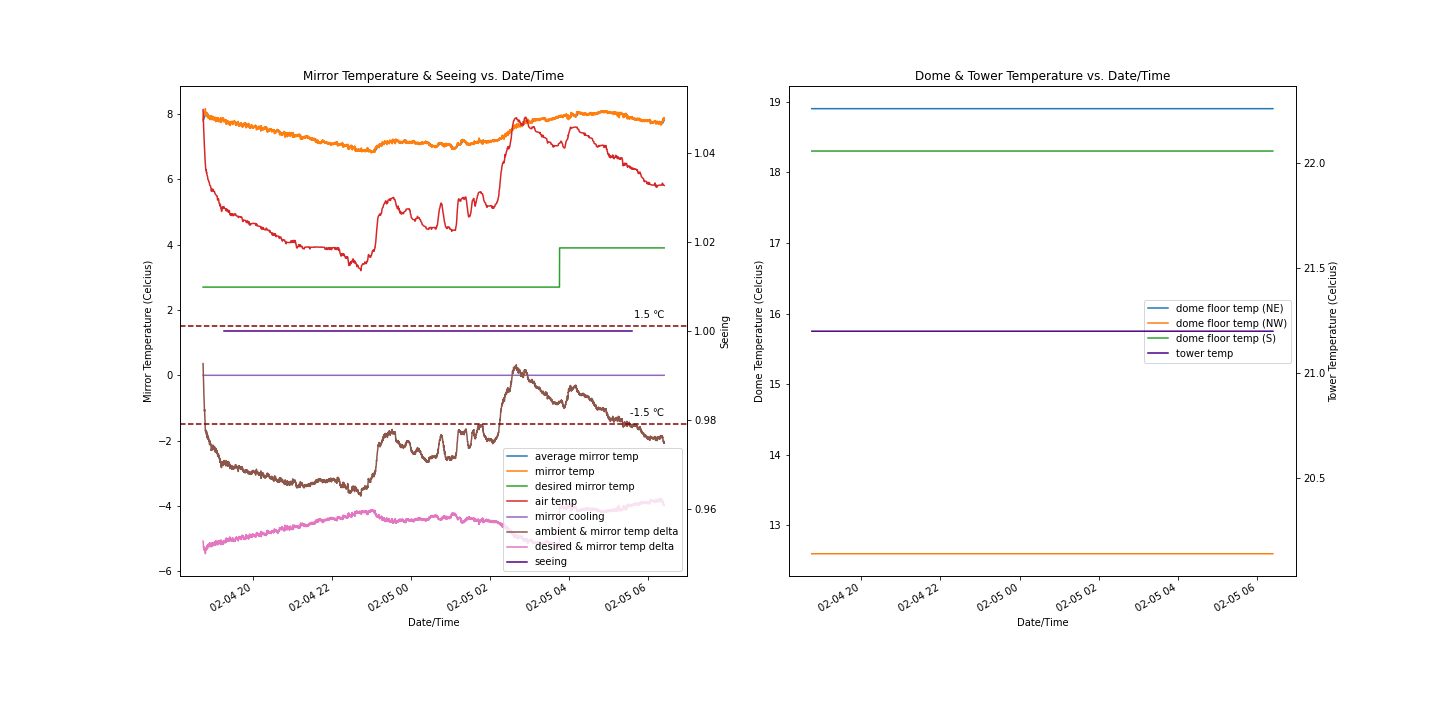 Mirror Temperature & Seeing vs. Date/Time
8
6
4
2
0
−2
−4
−6
Mirror Temperature (Celcius)
1.5 ℃
-1.5 ℃
1.04
1.02
1.00
0.98
0.96
Seeing
average mirror temp
mirror temp
desired mirror temp
air temp
mirror cooling
ambient & mirror temp delta
desired & mirror temp delta
seeing
02-04 20
02-04 22
02-05 00
02-05 02
02-05 04
02-05 06
Date/Time
Dome & Tower Temperature vs. Date/Time
19
18
17
16
15
14
13
Dome Temperature (Celcius)
22.0
21.5
21.0
20.5
Tower Temperature (Celcius)
dome floor temp (NE)
dome floor temp (NW)
dome floor temp (S)
tower temp
02-04 20
02-04 22
02-05 00
02-05 02
02-05 04
02-05 06
Date/Time